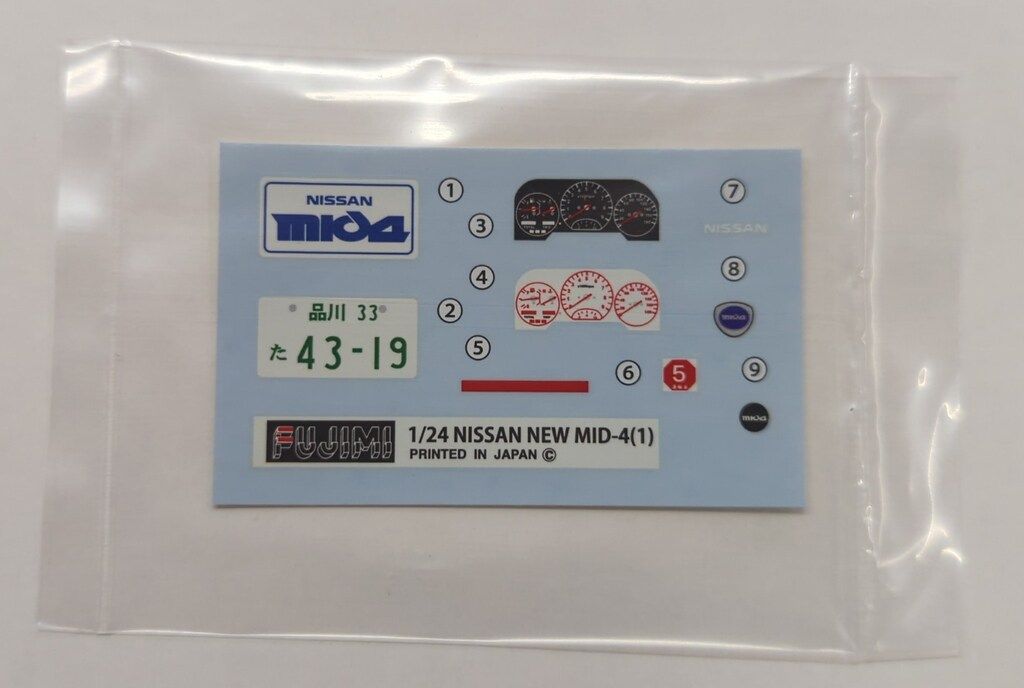 NISSAN
mid4
①
品川 33
た 43-19
②
③
④
⑤
⑥
5
⑦
NISSAN
⑧
⑨
mid4
FUJIMI
1/24 NISSAN NEW MID-4(1)
PRINTED IN JAPAN ©